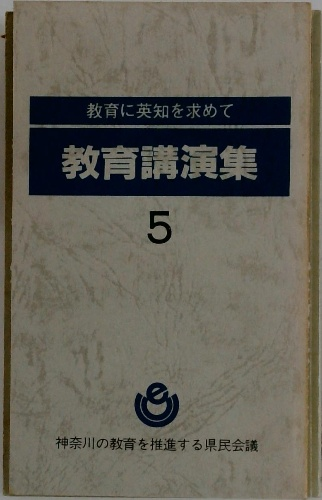 教育に英知を求めて
教育講演集
5
神奈川の教育を推進する県民会議